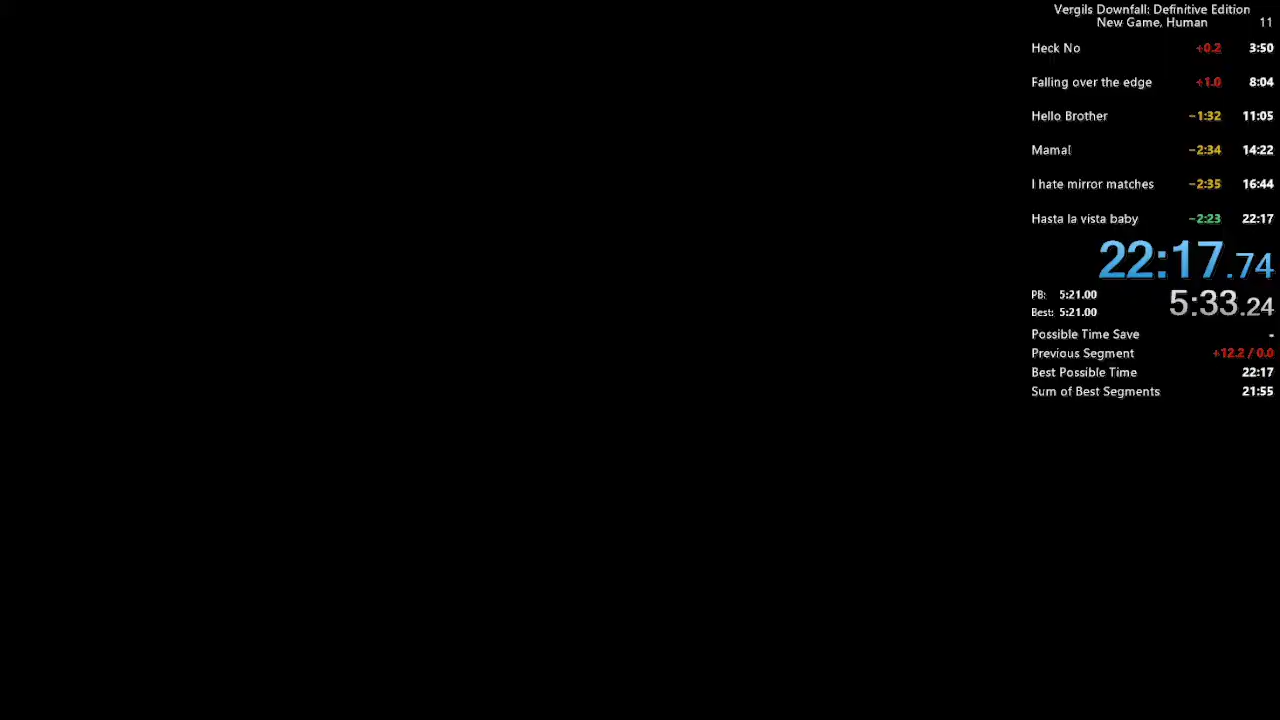 Vergils Downfall: Definitive Edition
New Game, Human 11
Heck No +0.2 3:50
Falling over the edge +1.0 8:04
Hello Brother −1:32 11:05
Mama! −2:34 14:22
I hate mirror matches −2:35 16:44
Hasta la vista baby −2:23 22:17
22:17.74
PB: 5:21.00 5:33.24
Best: 5:21.00
Possible Time Save -
Previous Segment +12.2 / 0.0
Best Possible Time 22:17
Sum of Best Segments 21:55